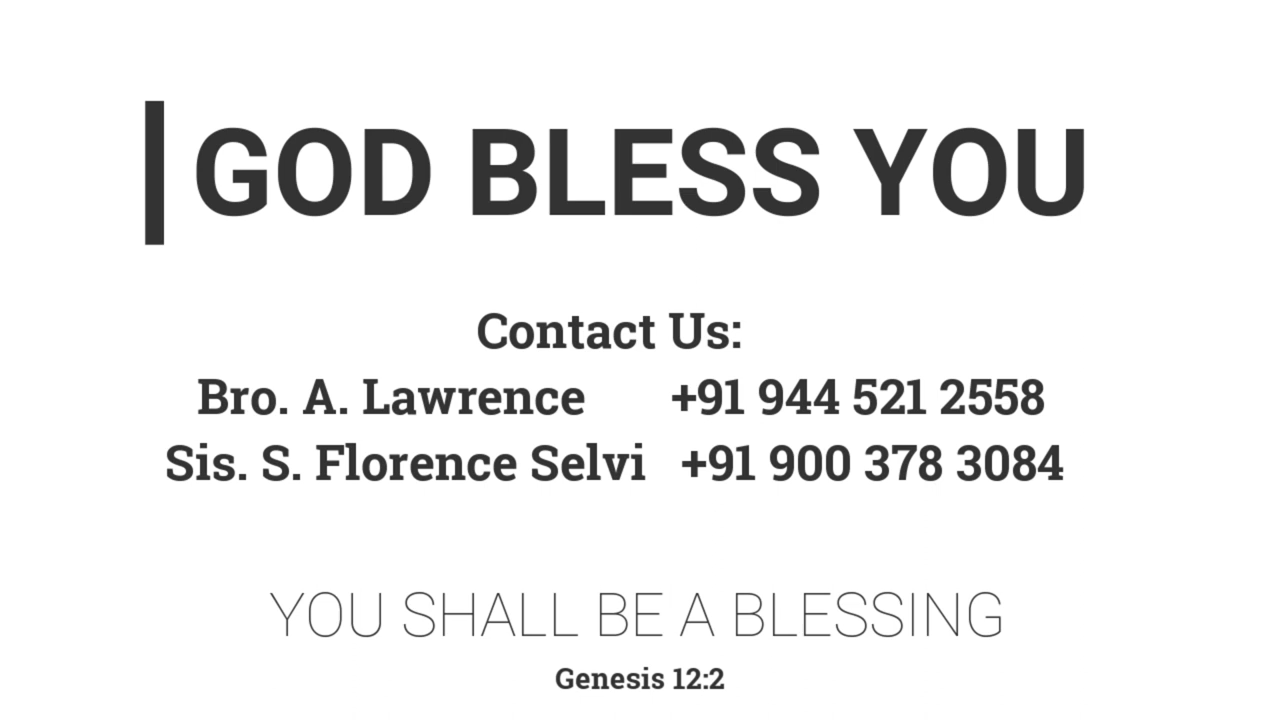 GOD BLESS YOU
Contact Us:
Bro. A. Lawrence +91 944 521 2558
Sis. S. Florence Selvi +91 900 378 3084
YOU SHALL BE A BLESSING
Genesis 12:2